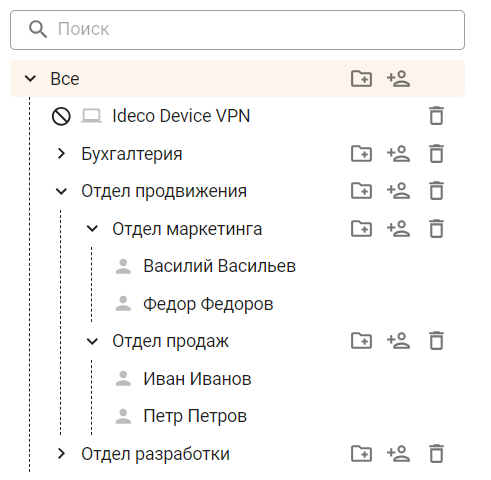 Поиск
Все
Ideco Device VPN
Бухгалтерия
Отдел продвижения
Отдел маркетинга
Василий Васильев
Федор Федоров
Отдел продаж
Иван Иванов
Петр Петров
Отдел разработки